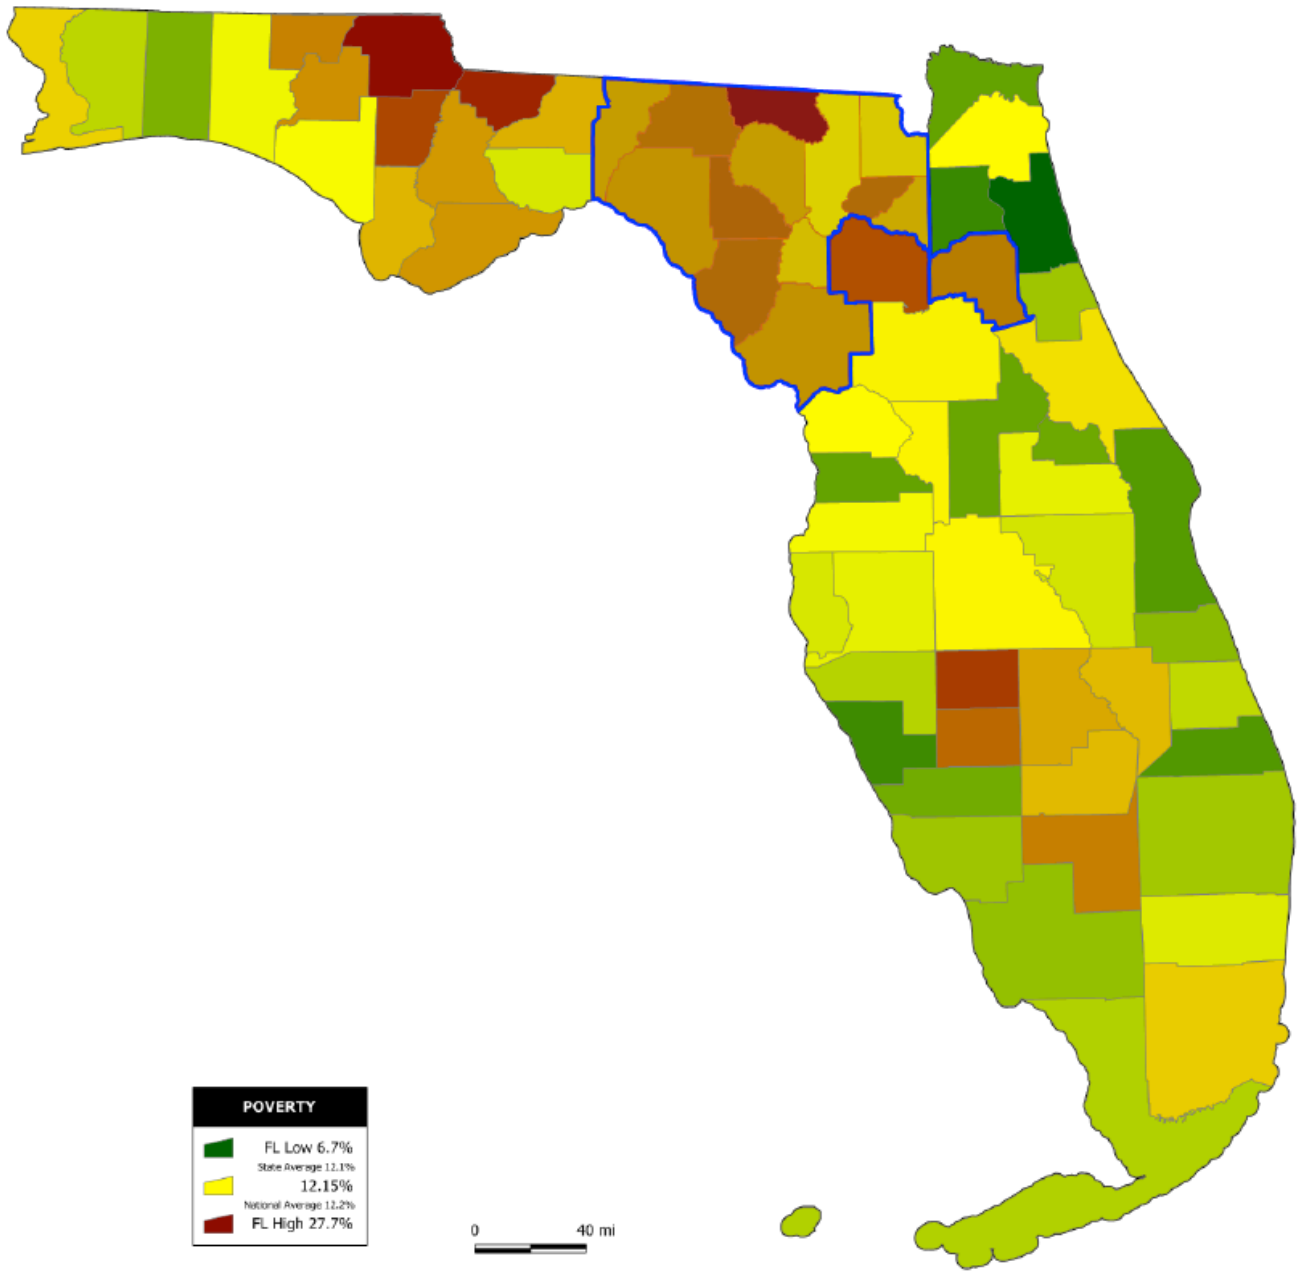 POVERTY
FL Low 6.7%
State Average 12.1%
12.15%
National Average 12.2%
FL High 27.7%
0 40 mi